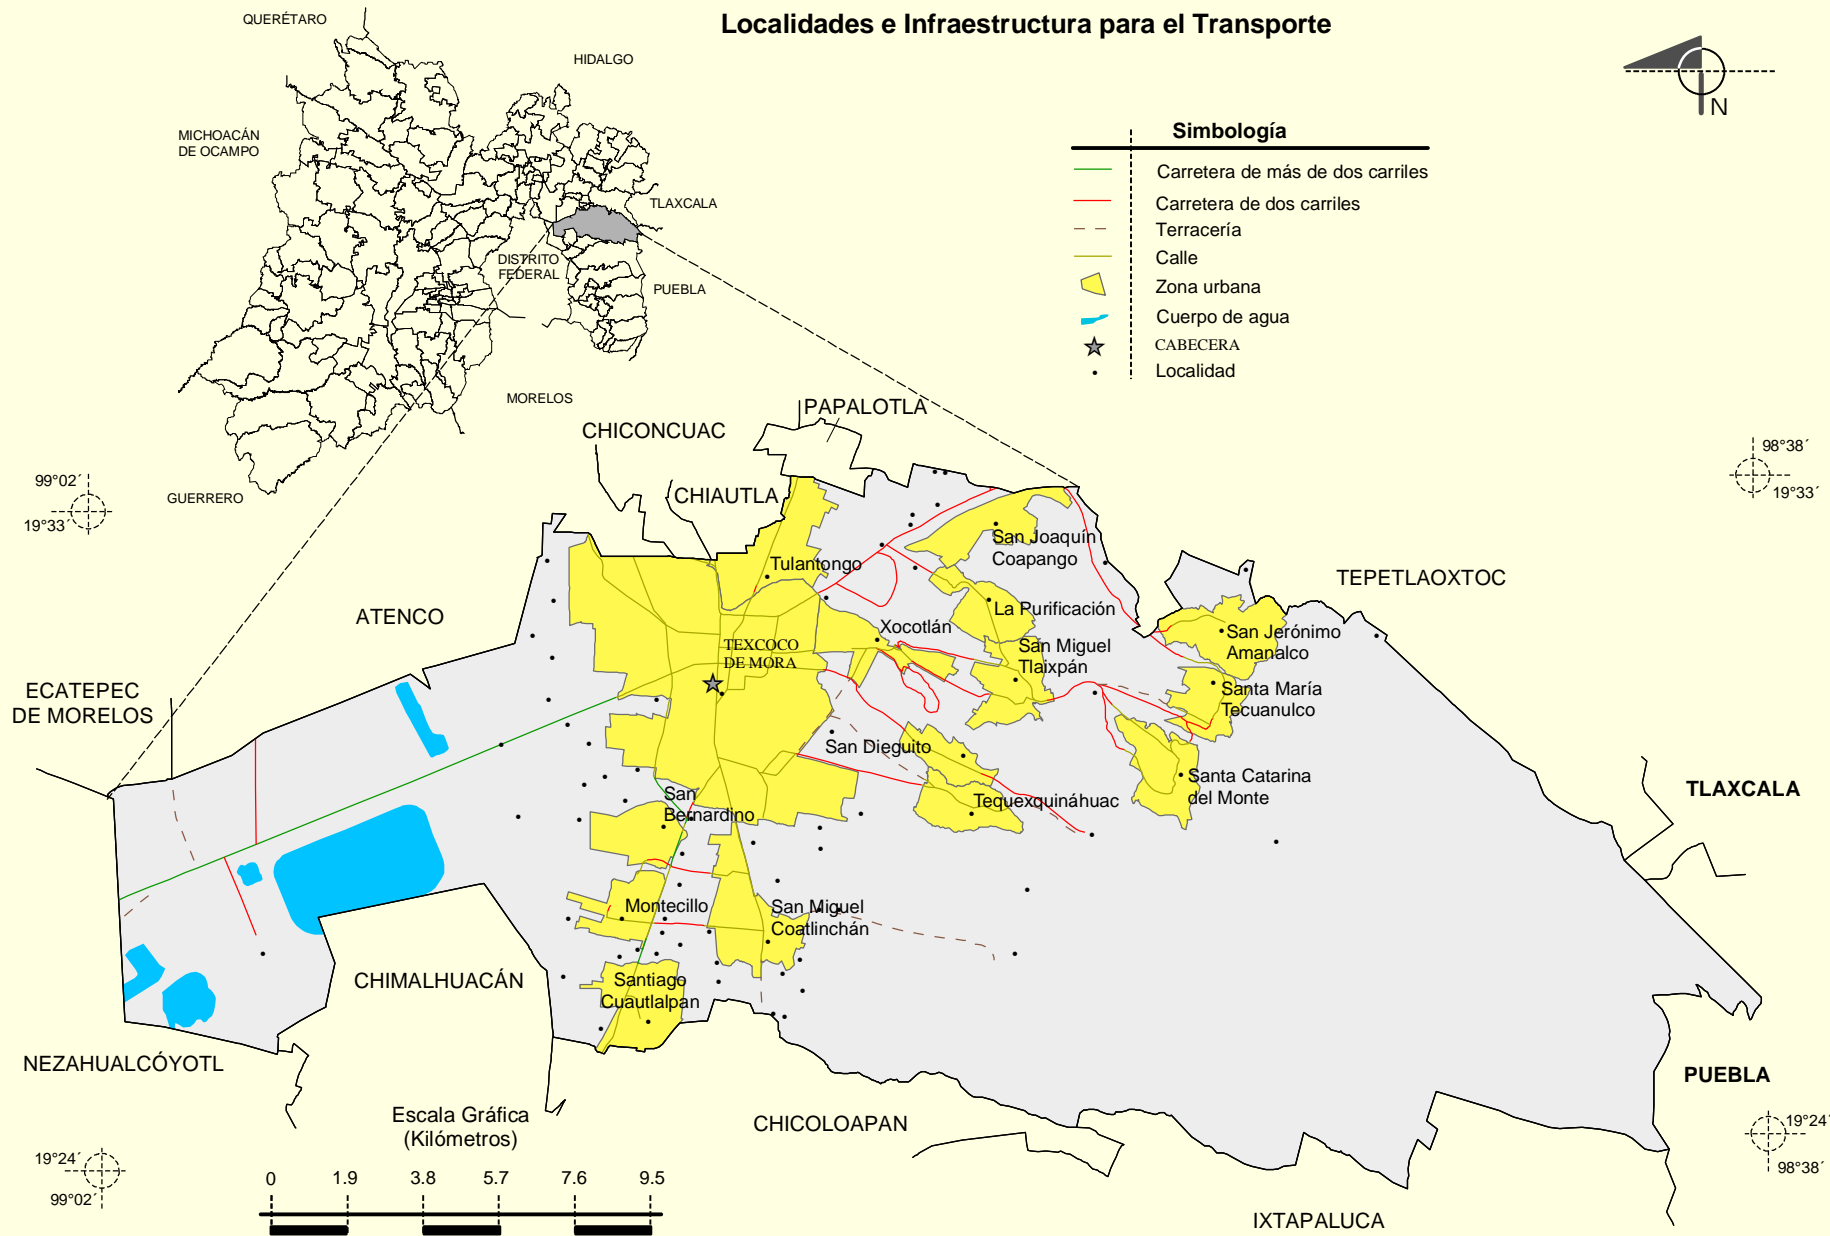 Localidades e Infraestructura para el Transporte
QUERÉTARO
HIDALGO
MICHOACÁN
DE OCAMPO
TLAXCALA
DISTRITO
FEDERAL
PUEBLA
MORELOS
GUERRERO
N
Simbología
Carretera de más de dos carriles
Carretera de dos carriles
Terracería
Calle
Zona urbana
Cuerpo de agua
CABECERA
Localidad
99°02´
19°33´
98°38´
19°33´
PAPALOTLA
CHICONCUAC
CHIAUTLA
ATENCO
TEPETLAOXTOC
ECATEPEC
DE MORELOS
Tulantongo
San Joaquín
Coapango
La Purificación
Xocotlán
San Miguel
Tlaixpán
San Jerónimo
Amanalco
TEXCOCO
DE MORA
Santa María
Tecuanulco
San Dieguito
Santa Catarina
del Monte
Tequexquináhuac
San
Bernardino
Montecillo
San Miguel
Coatlinchán
Santiago
Cuautlalpan
TLAXCALA
CHIMALHUACÁN
NEZAHUALCÓYOTL
PUEBLA
CHICOLOAPAN
IXTAPALUCA
Escala Gráfica
(Kilómetros)
0 1.9 3.8 5.7 7.6 9.5
19°24´
99°02´
19°24´
98°38´